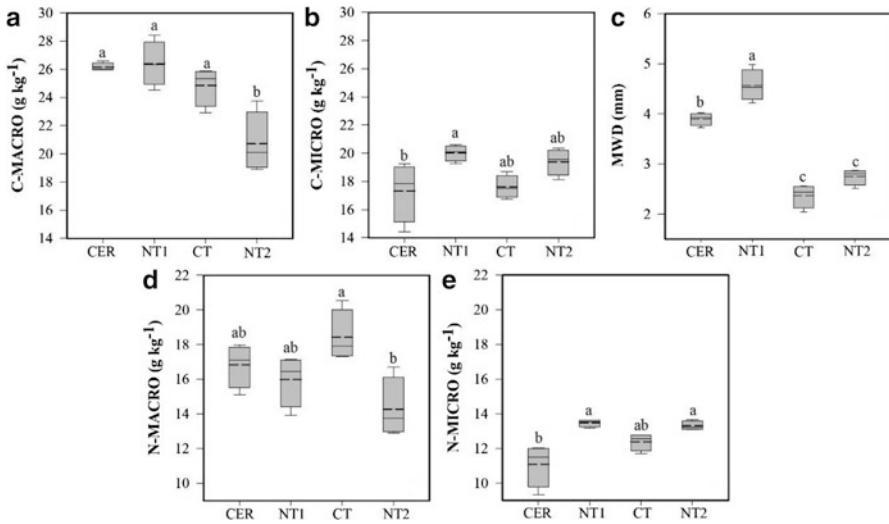 a
C-MACRO (g kg⁻¹)
30
28
26
24
22
20
18
16
14
a
a
a
b
CER NT1 CT NT2
b
C-MICRO (g kg⁻¹)
30
28
26
24
22
20
18
16
14
b
a
ab
ab
CER NT1 CT NT2
c
MWD (mm)
6
5
4
3
2
b
a
c
c
CER NT1 CT NT2
d
N-MACRO (g kg⁻¹)
22
20
18
16
14
12
10
ab
ab
a
b
CER NT1 CT NT2
e
N-MICRO (g kg⁻¹)
22
20
18
16
14
12
10
b
a
ab
a
CER NT1 CT NT2